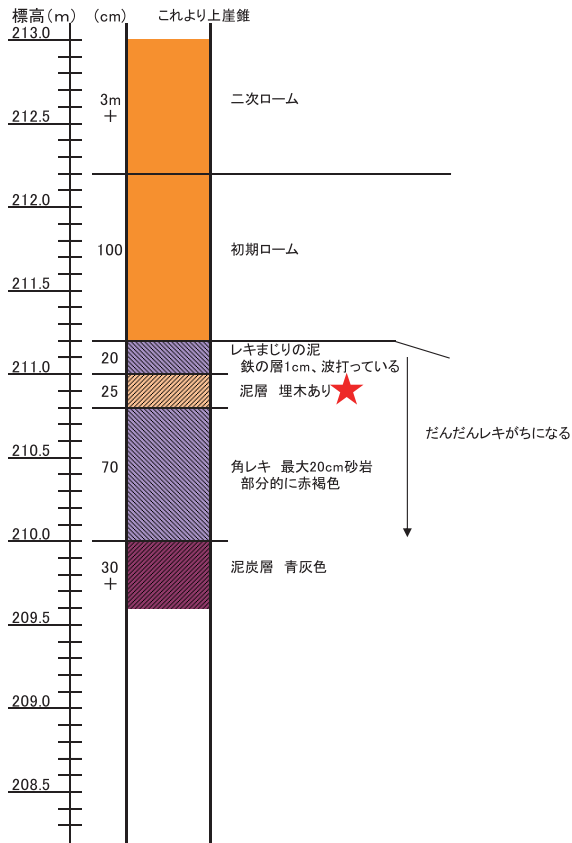 標高(m) (cm) これより上崖錐
213.0
3m
+
二次ローム
212.5
212.0
100
初期ローム
211.5
レキまじりの泥
20
鉄の層1cm、波打っている
211.0
25
泥層 埋木あり
だんだんレキがちになる
210.5
70
角レキ 最大20cm砂岩
部分的に赤褐色
210.0
30
+
泥炭層 青灰色
209.5
209.0
208.5